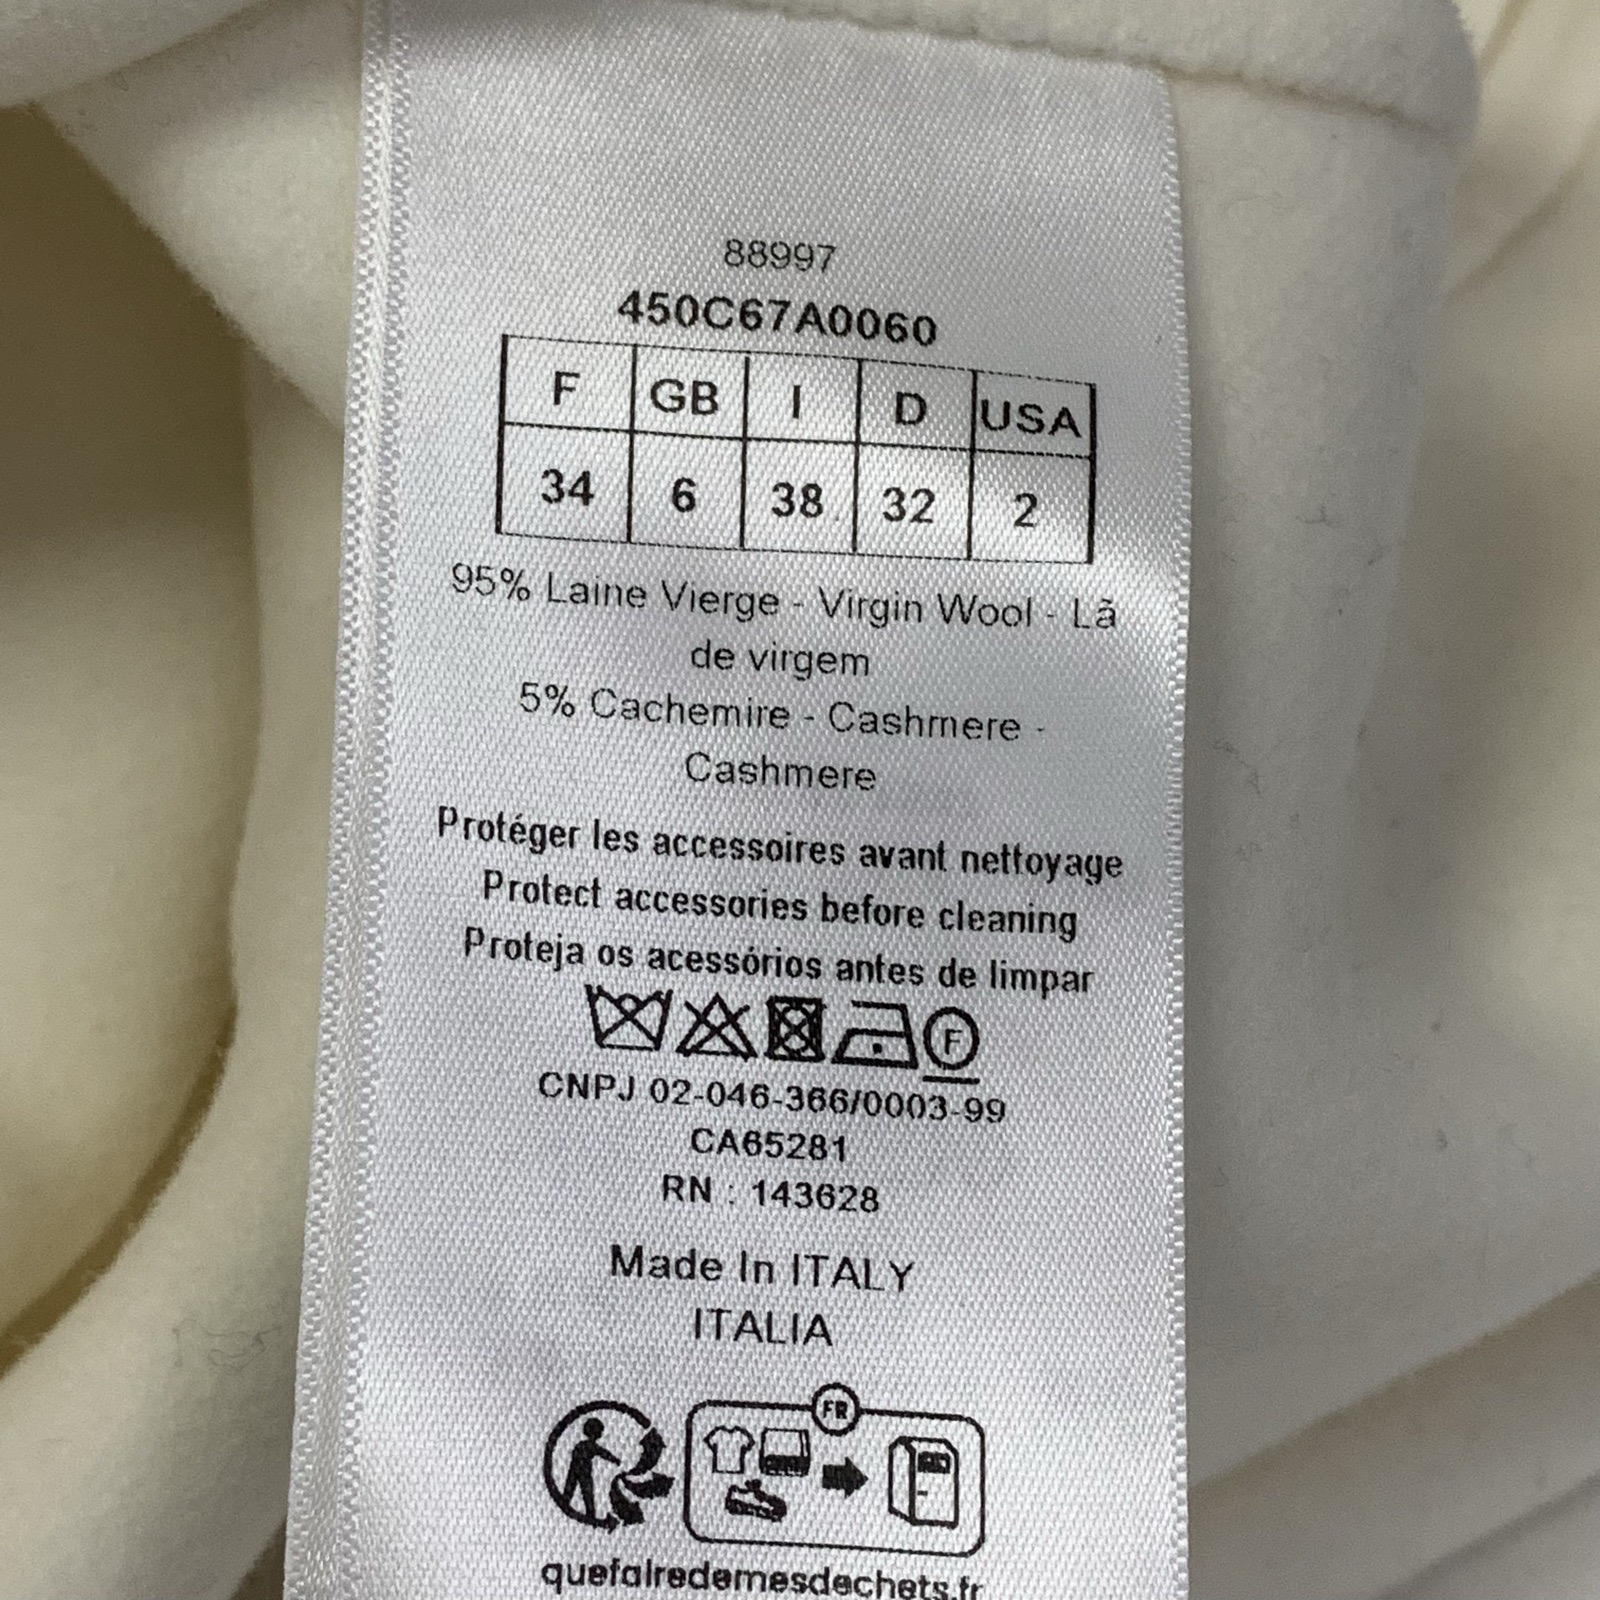 88997
450C67A0060
F GB I D USA
34 6 38 32 2
95% Laine Vierge - Virgin Wool - Lã
de virgem
5% Cachemire - Cashmere -
Cashmere
Protéger les accessoires avant nettoyage
Protect accessories before cleaning
Proteja os acessórios antes de limpar
F
CNPJ 02-046-366/0003-99
CA65281
RN : 143628
Made In ITALY
ITALIA
FR
quefairedemesdechets.fr